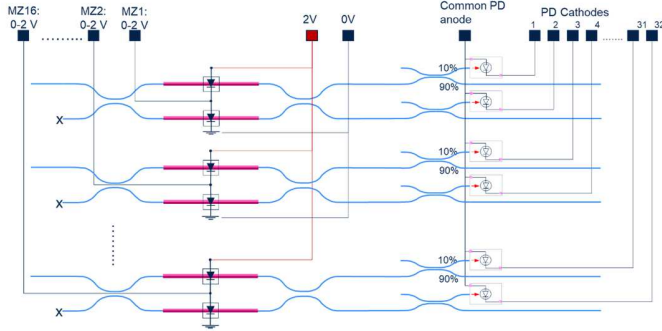 MZ16:
0-2 V
MZ2:
0-2 V
MZ1:
0-2 V
2V
0V
Common PD
anode
PD Cathodes
1
2
3
4
31
32
10%
90%
X
10%
90%
X
10%
90%
X